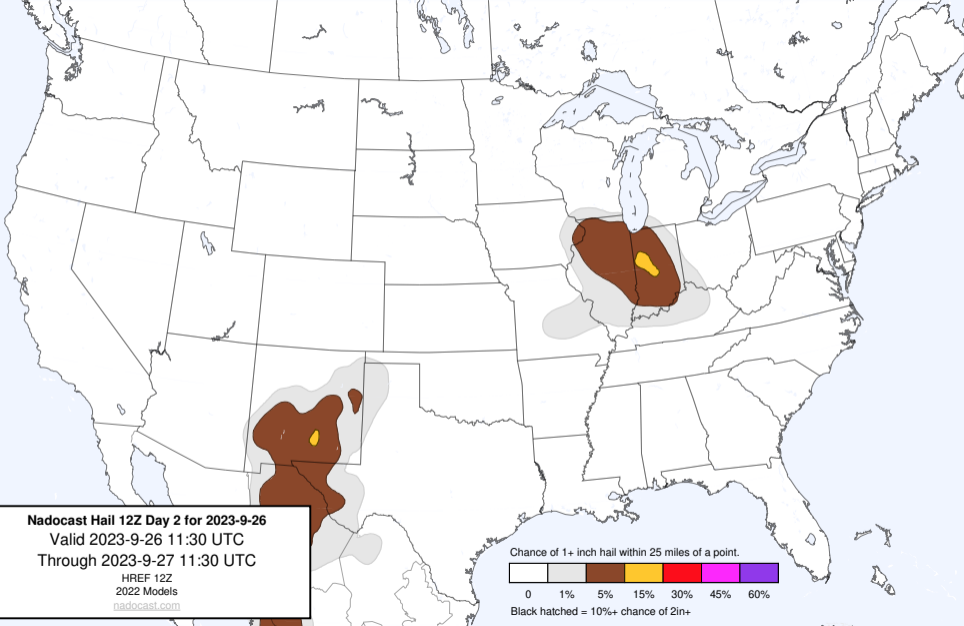 Nadocast Hail 12Z Day 2 for 2023-9-26
Valid 2023-9-26 11:30 UTC
Through 2023-9-27 11:30 UTC
HREF 12Z
2022 Models
nadocast.com
Chance of 1+ inch hail within 25 miles of a point.
0 1% 5% 15% 30% 45% 60%
Black hatched = 10%+ chance of 2in+